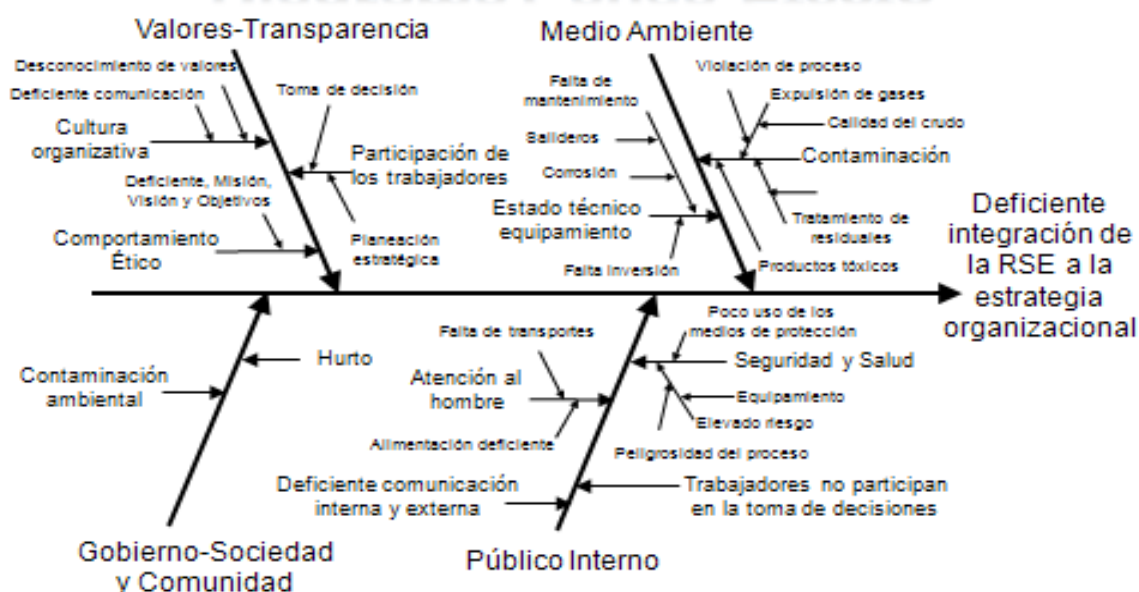 Valores-Transparencia
Desconocimiento de valores
Deficiente comunicación
Cultura
organizativa
Toma de decisión
Participación de
los trabajadores
Deficiente, Misión,
Visión y Objetivos
Comportamiento
Ético
Planeación
estratégica
Medio Ambiente
Falta de
mantenimiento
Salideros
Corrosión
Estado técnico
equipamiento
Falta inversión
Violación de proceso
Expulsión de gases
Calidad del crudo
Contaminación
Tratamiento de
residuales
Productos tóxicos
Deficiente
integración de
la RSE a la
estrategia
organizacional
Contaminación
ambiental
Hurto
Gobierno-Sociedad
y Comunidad
Falta de transportes
Atención al
hombre
Alimentación deficiente
Deficiente comunicación
interna y externa
Poco uso de los
medios de protección
Seguridad y Salud
Equipamiento
Elevado riesgo
Peligrosidad del proceso
Trabajadores no participan
en la toma de decisiones
Público Interno